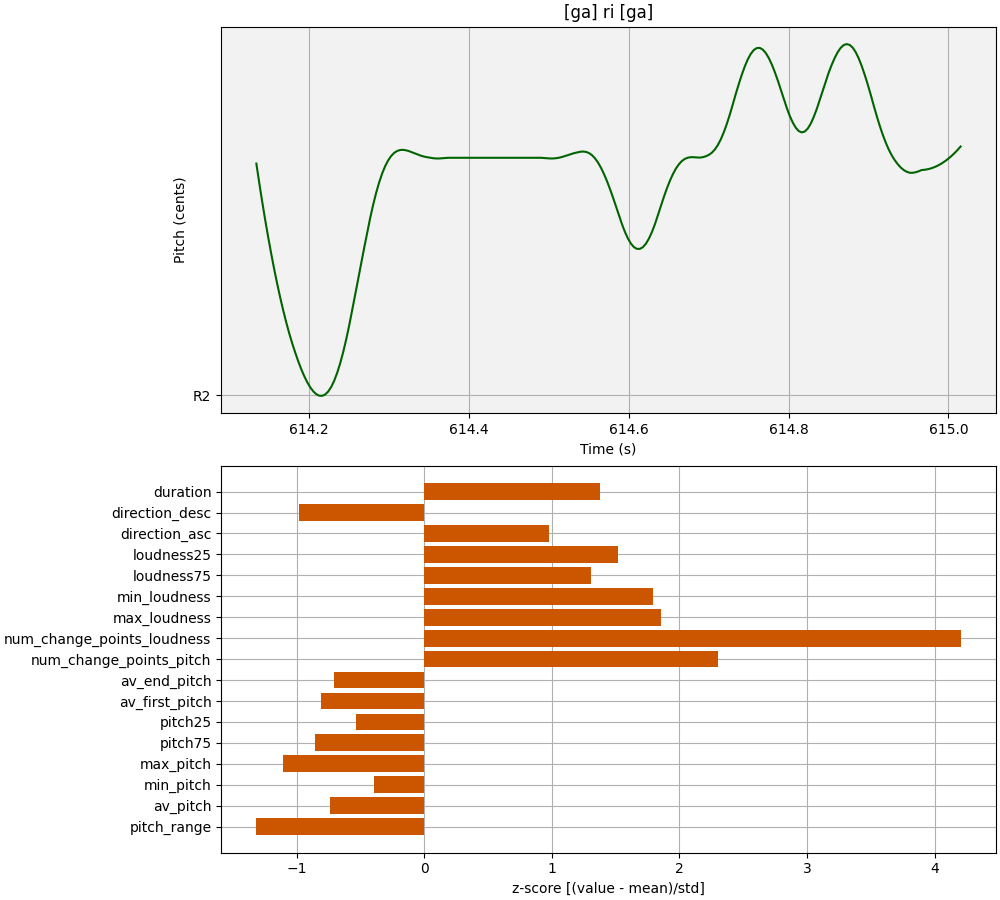 [ga] ri [ga]
Pitch (cents)
R2
614.2 614.4 614.6 614.8 615.0
Time (s)
duration
direction_desc
direction_asc
loudness25
loudness75
min_loudness
max_loudness
num_change_points_loudness
num_change_points_pitch
av_end_pitch
av_first_pitch
pitch25
pitch75
max_pitch
min_pitch
av_pitch
pitch_range
−1 0 1 2 3 4
z-score [(value - mean)/std]